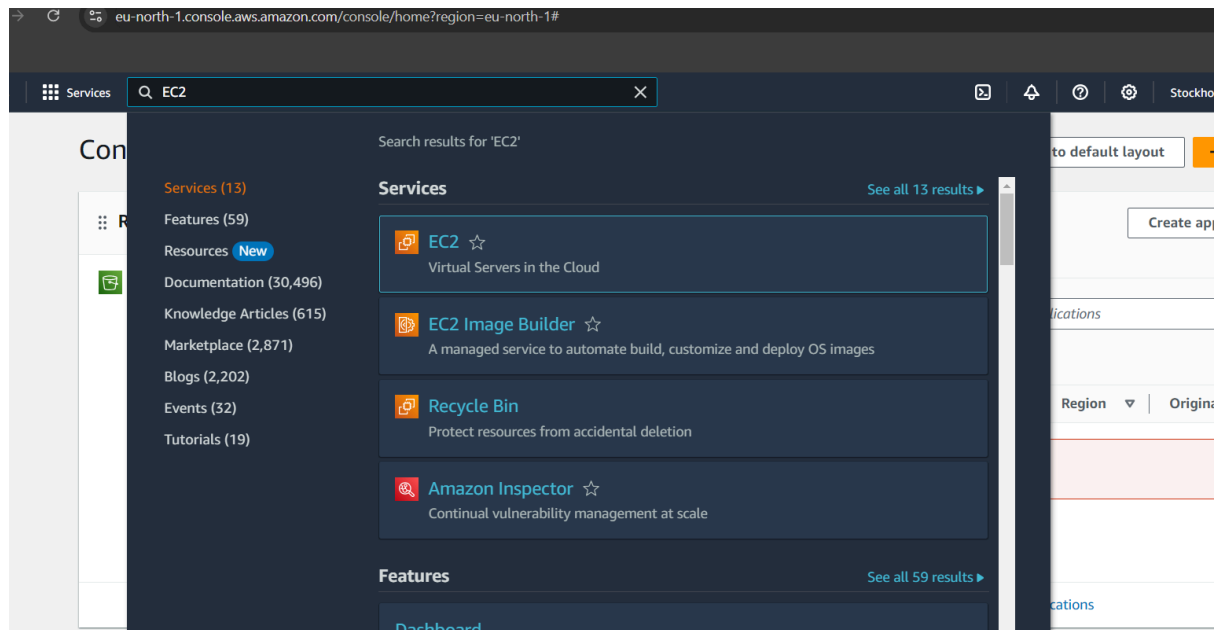 eu-north-1.console.aws.amazon.com/console/home?region=eu-north-1#
Services
EC2
Stockho
Con
Search results for 'EC2'
to default layout
Services (13)
Features (59)
Resources New
Documentation (30,496)
Knowledge Articles (615)
Marketplace (2,871)
Blogs (2,202)
Events (32)
Tutorials (19)
Services
See all 13 results
EC2
Virtual Servers in the Cloud
EC2 Image Builder
A managed service to automate build, customize and deploy OS images
Recycle Bin
Protect resources from accidental deletion
Amazon Inspector
Continual vulnerability management at scale
Features
See all 59 results
Dashboard
R
Create app
lications
Region
Origina
cations